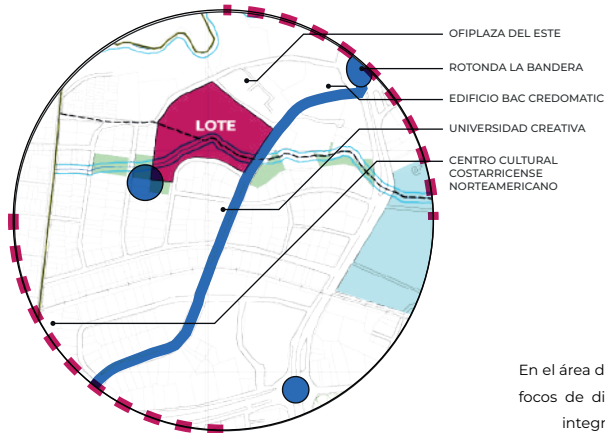 OFIPLAZA DEL ESTE
ROTONDA LA BANDERA
EDIFICIO BAC CREDOMATIC
LOTE
UNIVERSIDAD CREATIVA
CENTRO CULTURAL
COSTARRICENSE
NORTEAMERICANO
En el área d
focos de di
integr